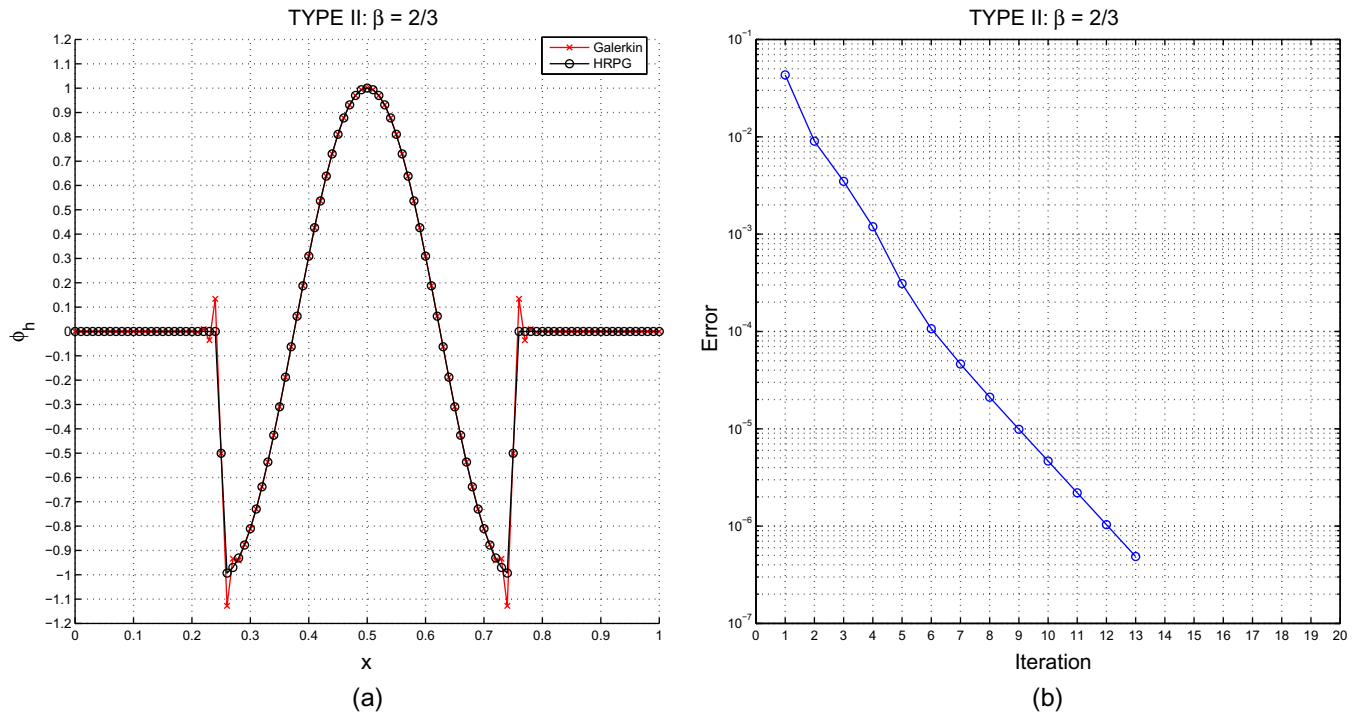 TYPE II: β = 2/3
1.2
1.1
1
0.9
0.8
0.7
0.6
0.5
0.4
0.3
0.2
0.1
0
−0.1
−0.2
−0.3
−0.4
−0.5
−0.6
−0.7
−0.8
−0.9
−1
−1.1
−1.2
ϕh
Galerkin
HRPG
0 0.1 0.2 0.3 0.4 0.5 0.6 0.7 0.8 0.9 1
x
(a)
TYPE II: β = 2/3
10−1
10−2
10−3
10−4
10−5
10−6
10−7
Error
0 1 2 3 4 5 6 7 8 9 10 11 12 13 14 15 16 17 18 19 20
Iteration
(b)